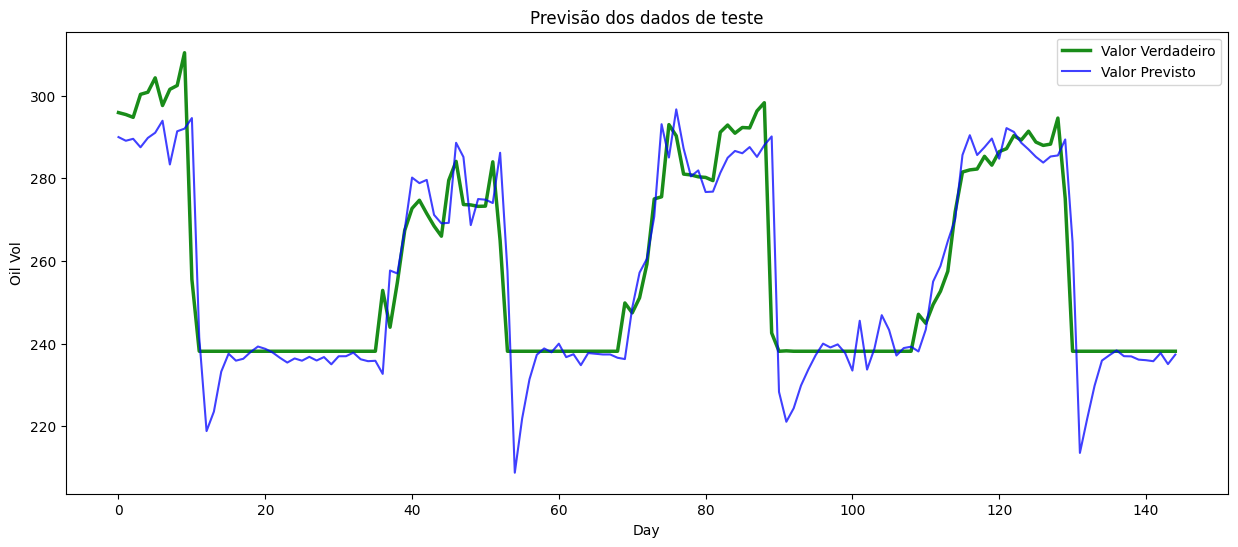 Previsão dos dados de teste
Valor Verdadeiro
Valor Previsto
Oil Vol
300
280
260
240
220
0 20 40 60 80 100 120 140
Day